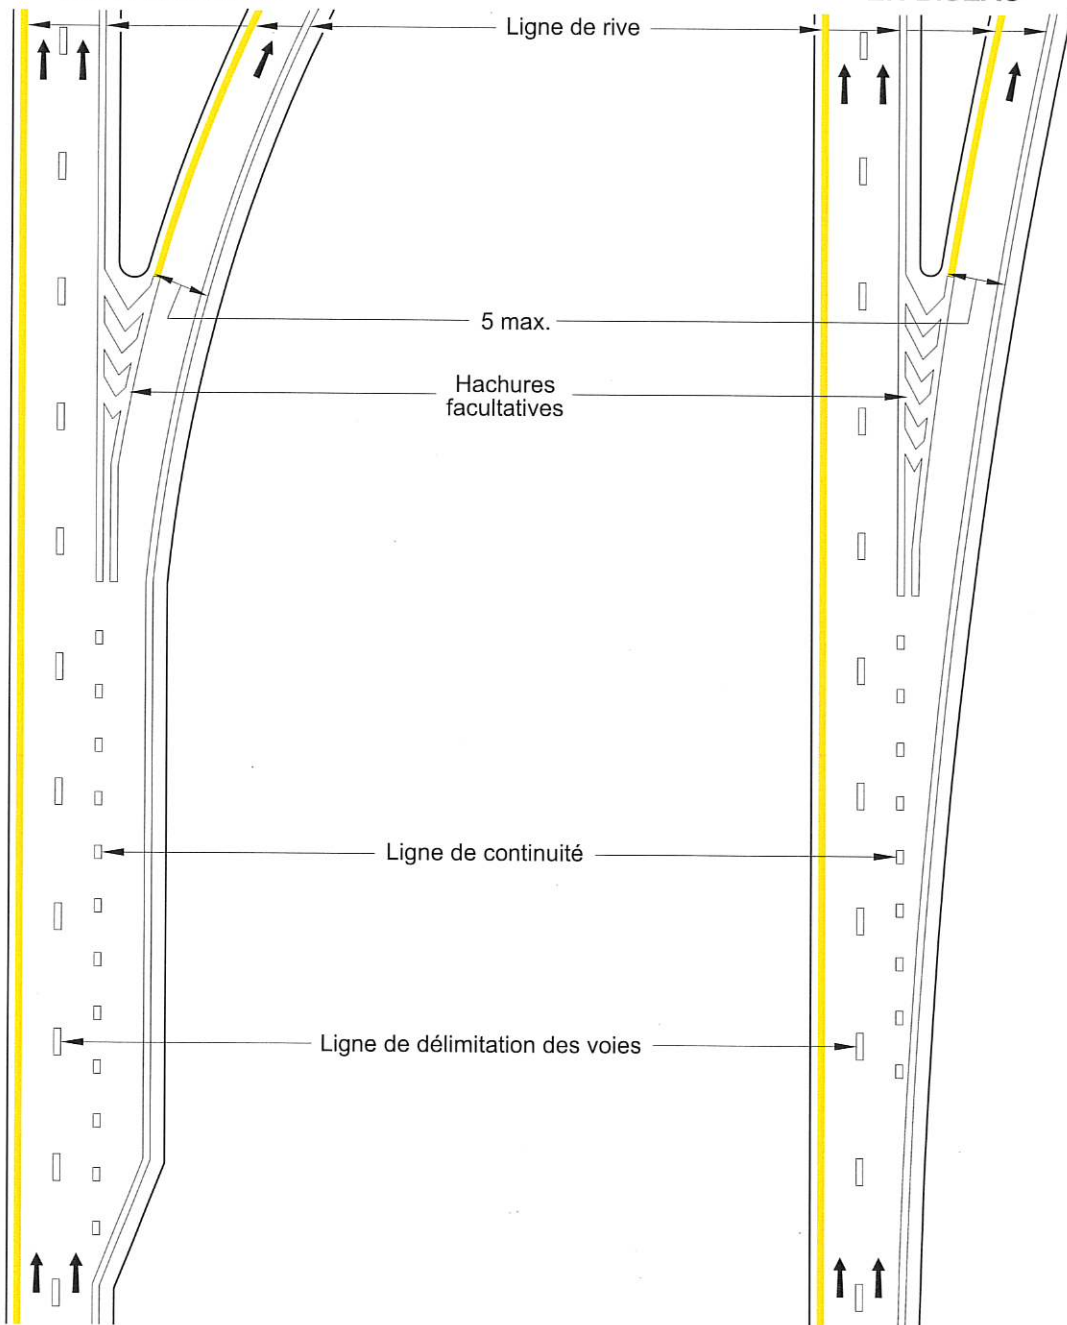 Ligne de rive
5 max.
Hachures
facultatives
Ligne de continuité
Ligne de délimitation des voies